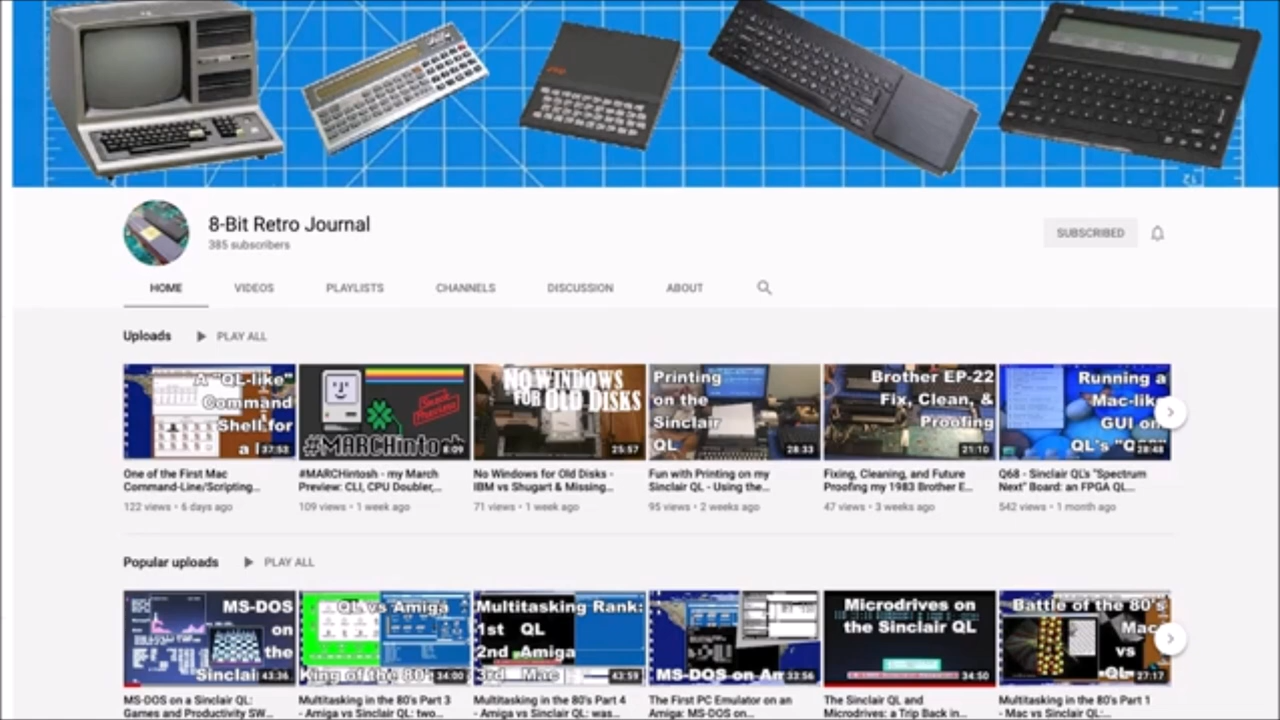 8-Bit Retro Journal
385 subscribers
SUBSCRIBED
HOME VIDEOS PLAYLISTS CHANNELS DISCUSSION ABOUT
Uploads PLAY ALL
A "QL-like"
Command
Shell for
a
37:53
Sneak
Preview
#MARCHintosh
8:09
NO WINDOWS
FOR OLD DISKS
25:57
Printing
on the
Sinclair
QL
28:33
Brother EP-22
Fix, Clean, &
Proofing
21:10
Running a
Mac-like
GUI on
QL's "Q68"
28:48
One of the First Mac
Command-Line/Scripting...
122 views • 6 days ago
#MARCHintosh - my March
Preview: CLI, CPU Doubler,...
109 views • 1 week ago
No Windows for Old Disks -
IBM vs Shugart & Missing...
71 views • 1 week ago
Fun with Printing on my
Sinclair QL - Using the...
95 views • 2 weeks ago
Fixing, Cleaning, and Future
Proofing my 1983 Brother E...
47 views • 3 weeks ago
Q68 - Sinclair QL's "Spectrum
Next" Board: an FPGA QL...
542 views • 1 month ago
Popular uploads PLAY ALL
MS-DOS
on
the
Sinclai
43:36
QL vs Amiga
King of the 80's
34:00
Multitasking Rank:
1st QL
2nd Amiga
3rd Mac
43:59
MS-DOS on Am
33:56
Microdrives on
the Sinclair QL
34:50
Battle of the 80's
Mac
vs
QL
27:17
MS-DOS on a Sinclair QL:
Games and Productivity SW...
Multitasking in the 80's Part 3
- Amiga vs Sinclair QL: two...
Multitasking in the 80's Part 4
- Amiga vs Sinclair QL: was...
The First PC Emulator on an
Amiga: MS-DOS on...
The Sinclair QL and
Microdrives: a Trip Back in...
Multitasking in the 80's Part 1
- Mac vs Sinclair QL:...